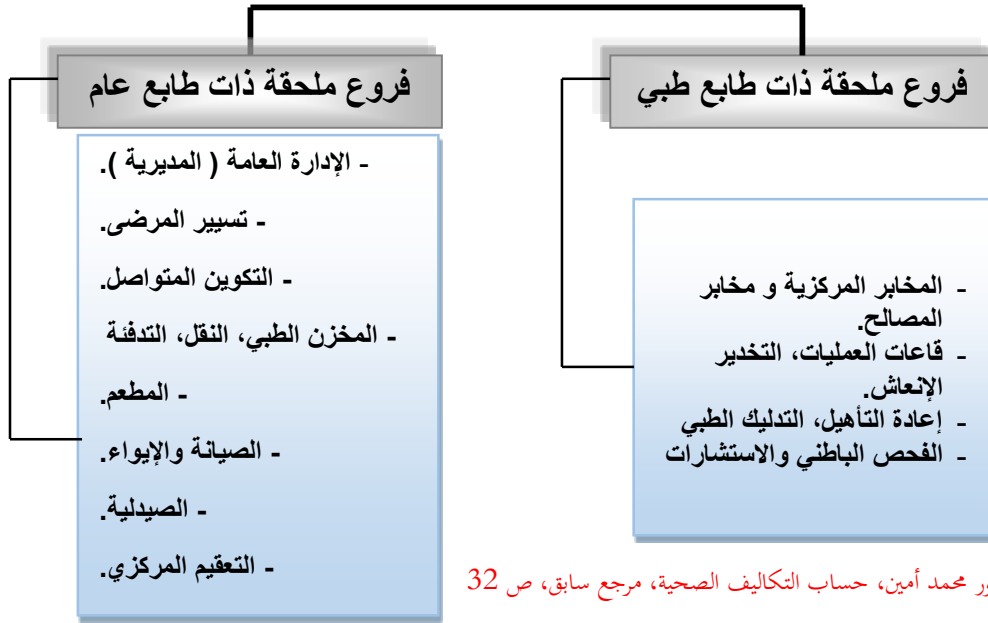 فروع ملحقة ذات طابع طبي
- المخابر المركزية و مخابر
المصالح.
- قاعات العمليات، التخدير
الإنعاش.
- إعادة التأهيل، التدليك الطبي
- الفحص الباطني والاستشارات
فروع ملحقة ذات طابع عام
- الإدارة العامة ( المديرية ).
- تسيير المرضى.
- التكوين المتواصل.
- المخزن الطبي، النقل، التدفئة
- المطعم.
- الصيانة والإيواء.
- الصيدلية.
- التعقيم المركزي.
محمد أمين، حساب التكاليف الصحية، مرجع سابق، ص 32